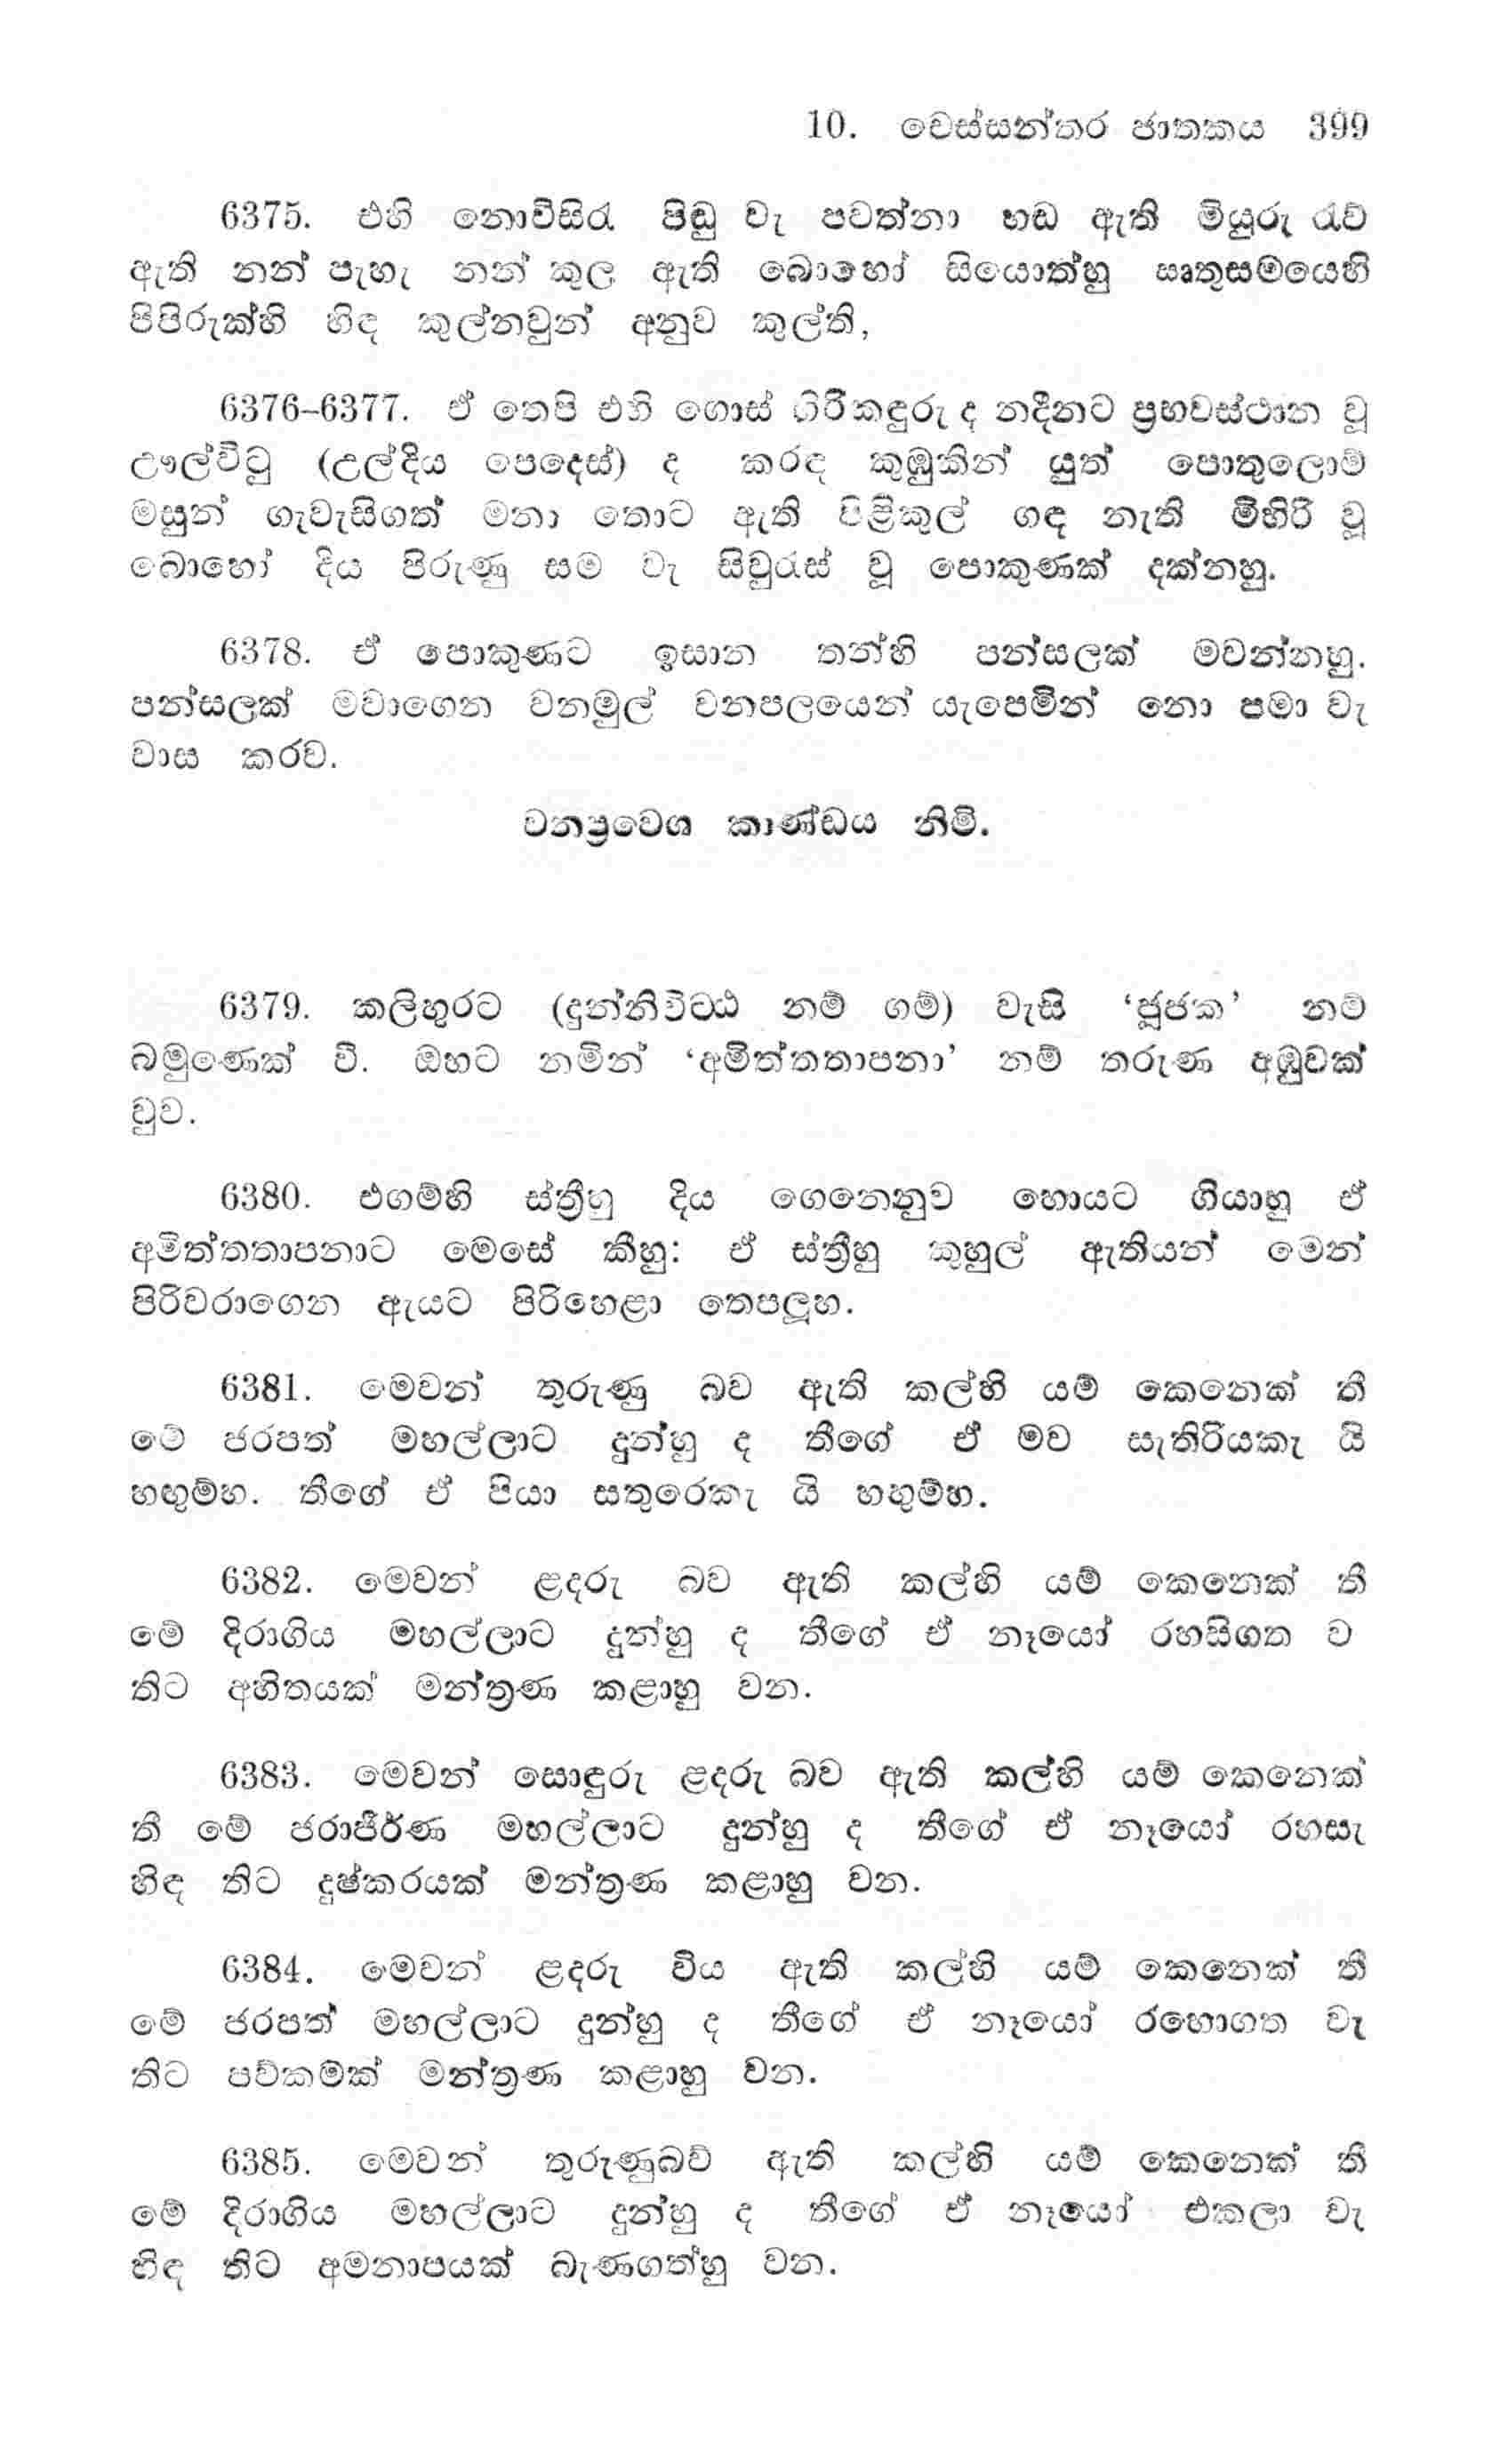 10. වෙස්සන්තර ජාතකය 399
6375. එහි නොවිසිර පිඬු වැ පවත්නා හඬ ඇති මියුරු රැව්
ඇති නන් පැහැ නන් කුල ඇති බොහෝ සියොත්හු ඍතුසමයෙහි
පිපිරුක්හි හිඳ කුල්නවුන් අනුව කුල්ති,
6376–6377. ඒ තෙපි එහි ගොස් ගිරිකඳුරු ද නදීනට ප්‍රභවස්ථාන වූ
ඌල්විටු (උල්දිය පෙදෙස්) ද කරඳ කුඹුකින් යුත් පොතුලොම්
මසුන් ගැවැසිගත් මනා තොට ඇති පිළිකුල් ගඳ නැති මිහිරි වූ
බොහෝ දිය පිරුණු සම වැ සිවුරැස් වූ පොකුණක් දක්නහු.
6378. ඒ පොකුණට ඉසාන තන්හි පන්සලක් මවන්නහු.
පන්සලක් මවාගෙන වනමුල් වනපලයෙන් යැපෙමින් නො පමා වැ
වාස කරව.
වනප්‍රවෙශ කාණ්ඩය නිමි.
6379. කලිඟුරට (දුන්නිවිට්ඨ නම් ගම්) වැසි ‘ජූජක’ නම්
බමුණෙක් වී. ඔහට නමින් ‘අමිත්තතාපනා’ නම් තරුණ අඹුවක්
වුව.
6380. එගම්හි ස්ත්‍රීහු දිය ගෙනෙනුව හොයට ගියාහු ඒ
අමිත්තතාපනාට මෙසේ කීහු: ඒ ස්ත්‍රීහු කුහුල් ඇතියන් මෙන්
පිරිවරාගෙන ඇයට පිරිහෙළා තෙපලූහ.
6381. මෙවන් තුරුණු බව ඇති කල්හි යම් කෙනෙක් තී
මේ ජරපත් මහල්ලාට දුන්හු ද තීගේ ඒ මව සැතිරියකැ යි
හඟුම්හ. තීගේ ඒ පියා සතුරෙකැ යි හඟුම්හ.
6382. මෙවන් ළදරු බව ඇති කල්හි යම් කෙනෙක් තී
මේ දිරාගිය මහල්ලාට දුන්හු ද තීගේ ඒ නෑයෝ රහසිගත ව
තිට අහිතයක් මන්ත්‍රණ කළාහු වන.
6383. මෙවන් සොඳුරු ළදරු බව ඇති කල්හි යම් කෙනෙක්
තී මේ ජරාජීර්ණ මහල්ලාට දුන්හු ද තීගේ ඒ නෑයෝ රහසැ
හිඳ තිට දුෂ්කරයක් මන්ත්‍රණ කළාහු වන.
6384. මෙවන් ළදරු විය ඇති කල්හි යම් කෙනෙක් තී
මේ ජරපත් මහල්ලාට දුන්හු ද තීගේ ඒ නෑයෝ රහොගත වැ
තිට පව්කමක් මන්ත්‍රණ කළාහු වන.
6385. මෙවන් තුරුණුබව් ඇති කල්හි යම් කෙනෙක් තී
මේ දිරාගිය මහල්ලාට දුන්හු ද තීගේ ඒ නෑයෝ එකලා වැ
හිඳ තිට අමනාපයක් බැණගත්හු වන.